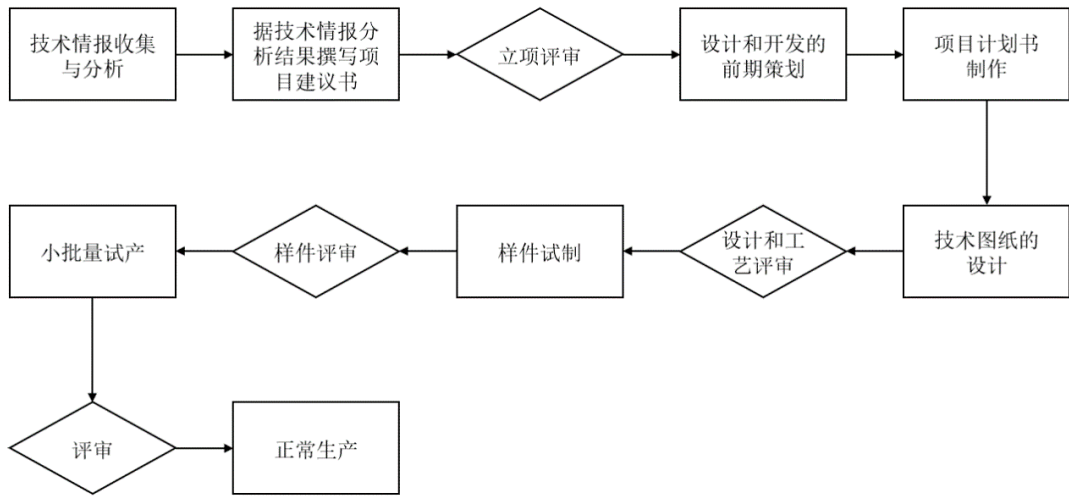 技术情报收集
与分析
据技术情报分
析结果撰写项
目建议书
立项评审
设计和开发的
前期策划
项目计划书
制作
技术图纸的
设计
设计和工
艺评审
样件试制
样件评审
小批量试产
评审
正常生产